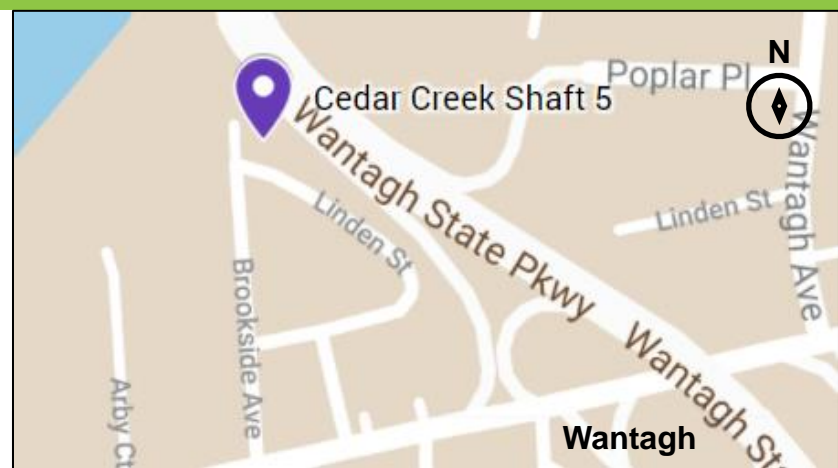 N
Poplar Pl
Cedar Creek Shaft 5
Wantagh State Pkwy
Linden St
Linden St
Wantagh Ave
Brookside Ave
Arby Ct
Wantagh St
Wantagh